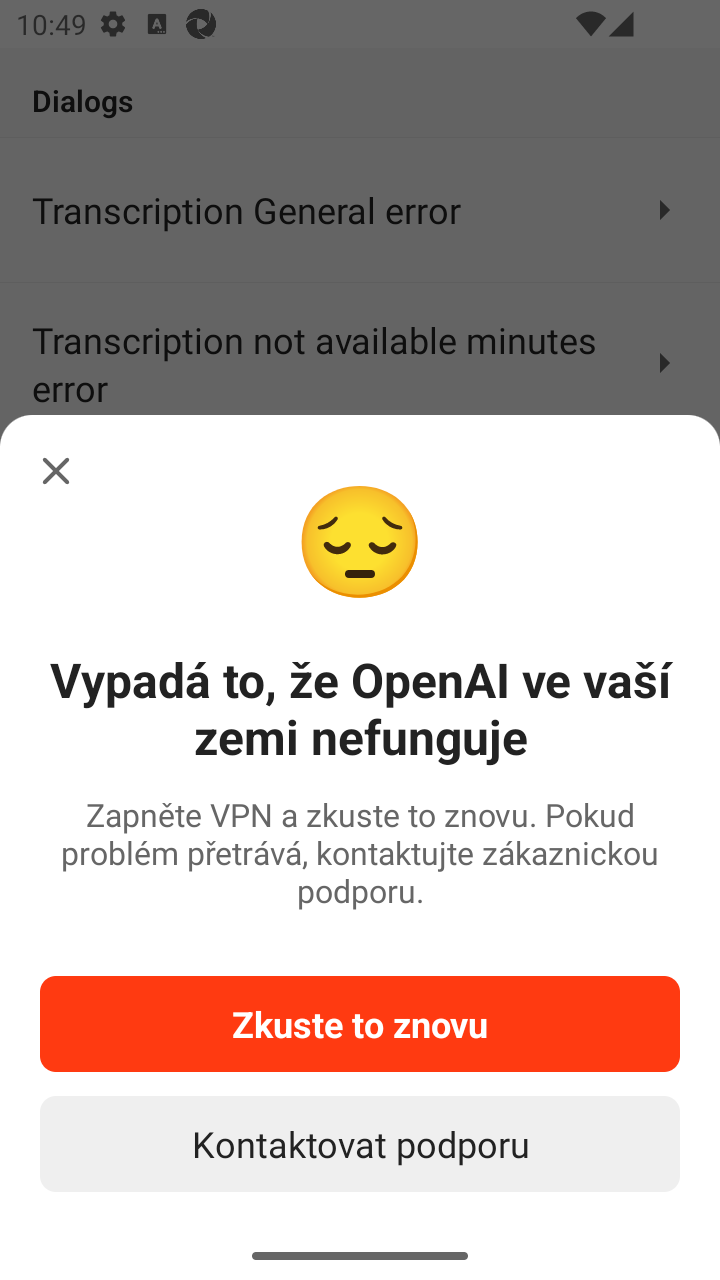 10:49
Dialogs
Transcription General error
Transcription not available minutes
error
Vypadá to, že OpenAI ve vaší
zemi nefunguje
Zapněte VPN a zkuste to znovu. Pokud
problém přetrává, kontaktujte zákaznickou
podporu.
Zkuste to znovu
Kontaktovat podporu